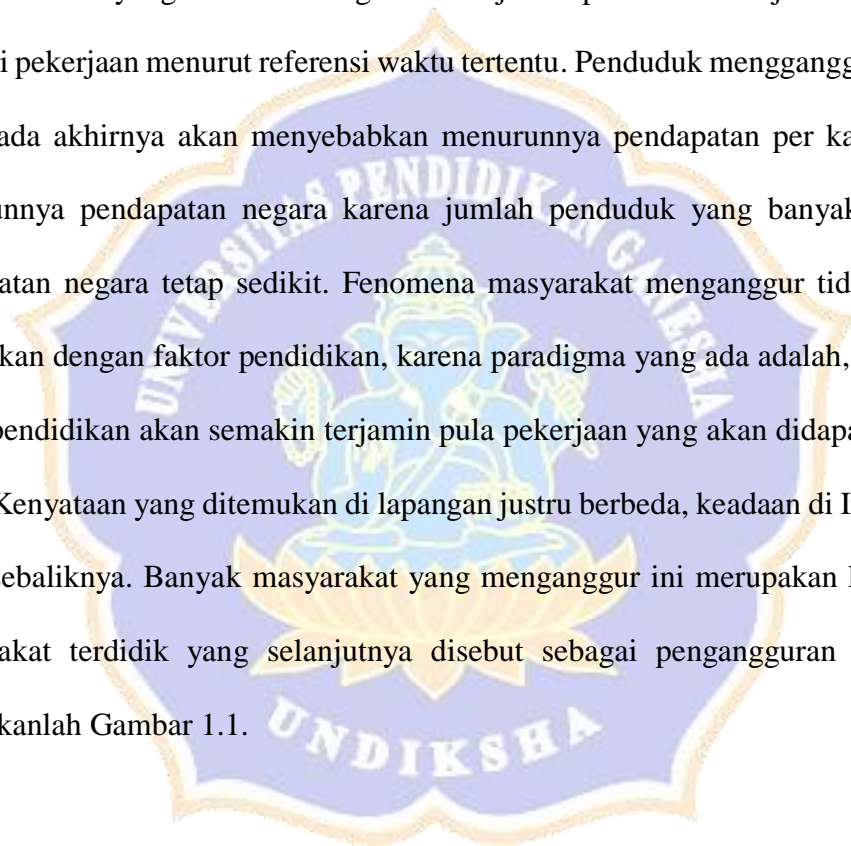 i pekerjaan menurut referensi waktu tertentu. Penduduk mengangg
ada akhirnya akan menyebabkan menurunnya pendapatan per ka
unnya pendapatan negara karena jumlah penduduk yang banyak
atan negara tetap sedikit. Fenomena masyarakat menganggur tid
kan dengan faktor pendidikan, karena paradigma yang ada adalah,
pendidikan akan semakin terjamin pula pekerjaan yang akan didapa
Kenyataan yang ditemukan di lapangan justru berbeda, keadaan di I
sebaliknya. Banyak masyarakat yang menganggur ini merupakan
akat terdidik yang selanjutnya disebut sebagai pengangguran
kanlah Gambar 1.1.
UNIVERSITAS PENDIDIKAN GANESHA
UNDIKSHA